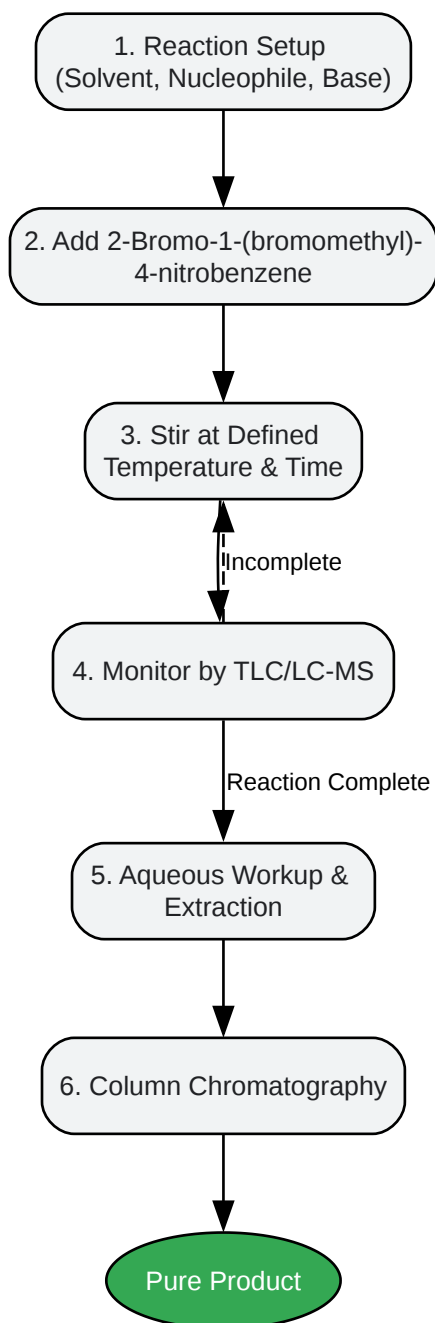 1. Reaction Setup
(Solvent, Nucleophile, Base)
2. Add 2-Bromo-1-(bromomethyl)-
4-nitrobenzene
3. Stir at Defined
Temperature & Time
Incomplete
4. Monitor by TLC/LC-MS
Reaction Complete
5. Aqueous Workup &
Extraction
6. Column Chromatography
Pure Product